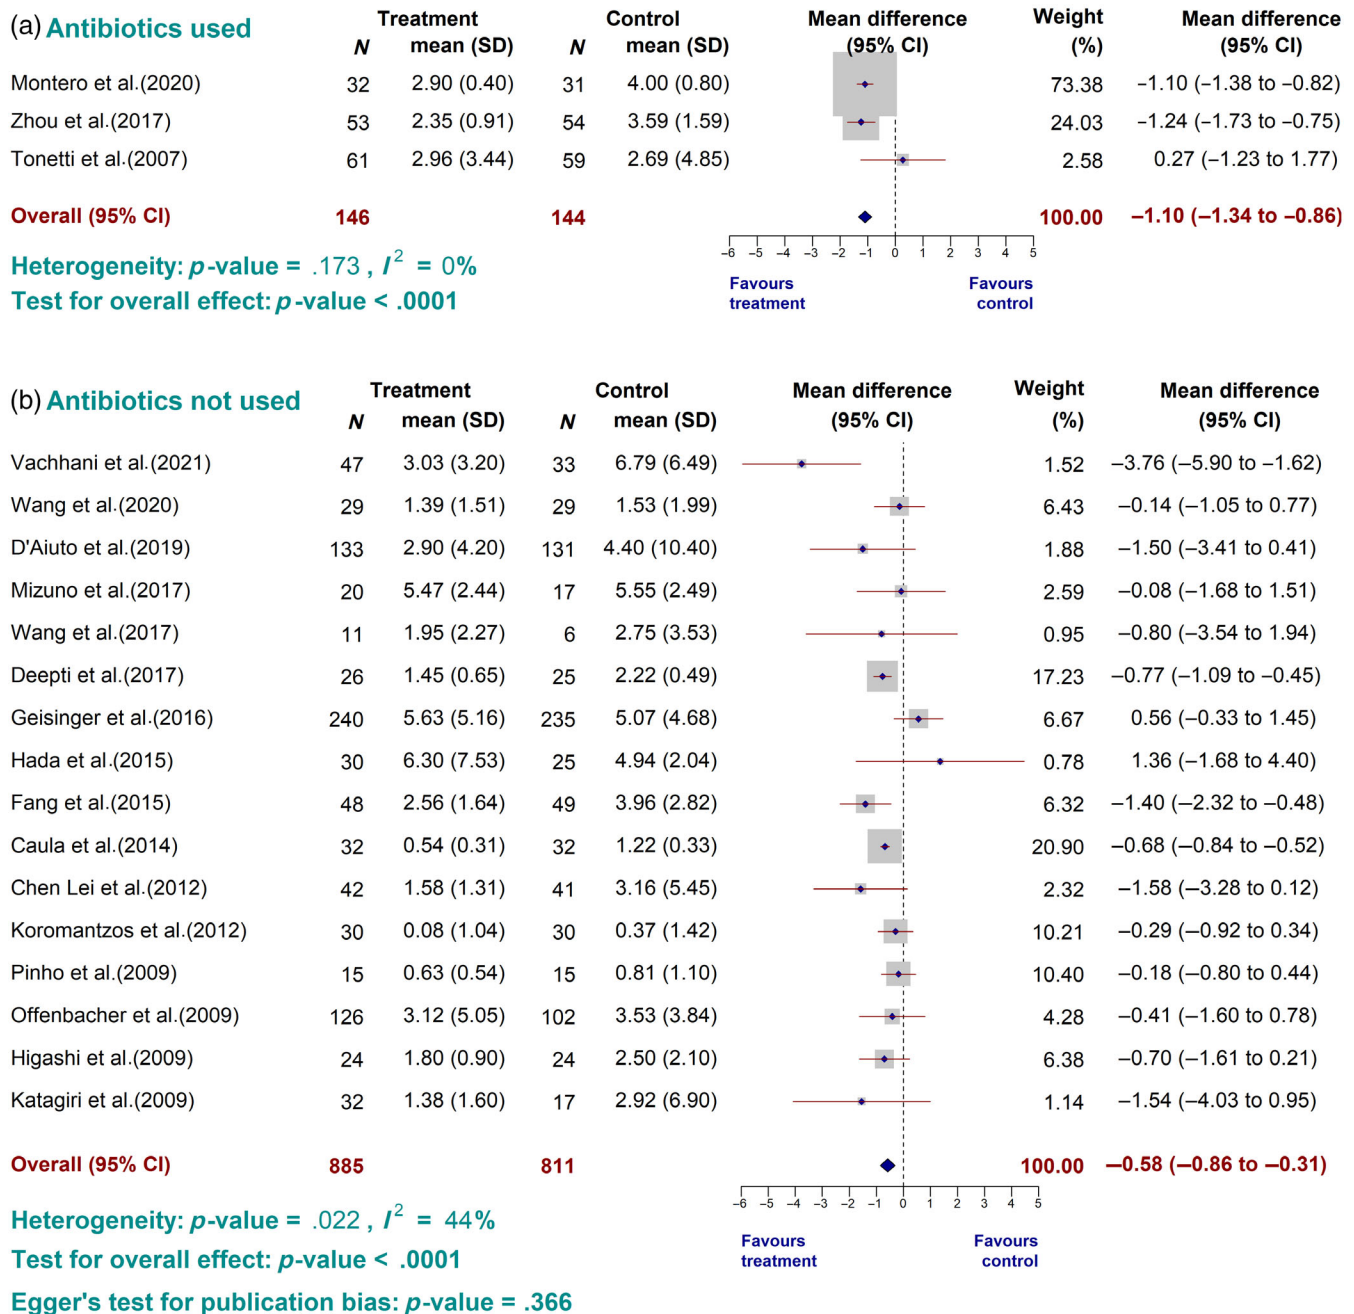 (a) Antibiotics used
Treatment Control Mean difference Weight Mean difference
N mean (SD) N mean (SD) (95% CI) (%) (95% CI)
Montero et al.(2020) 32 2.90 (0.40) 31 4.00 (0.80) 73.38 −1.10 (−1.38 to −0.82)
Zhou et al.(2017) 53 2.35 (0.91) 54 3.59 (1.59) 24.03 −1.24 (−1.73 to −0.75)
Tonetti et al.(2007) 61 2.96 (3.44) 59 2.69 (4.85) 2.58 0.27 (−1.23 to 1.77)
Overall (95% CI) 146 144 100.00 −1.10 (−1.34 to −0.86)
−6 −5 −4 −3 −2 −1 0 1 2 3 4 5
Heterogeneity: p-value = .173 , I² = 0%
Favours Favours
treatment control
Test for overall effect: p-value < .0001
(b) Antibiotics not used
Treatment Control Mean difference Weight Mean difference
N mean (SD) N mean (SD) (95% CI) (%) (95% CI)
Vachhani et al.(2021) 47 3.03 (3.20) 33 6.79 (6.49) 1.52 −3.76 (−5.90 to −1.62)
Wang et al.(2020) 29 1.39 (1.51) 29 1.53 (1.99) 6.43 −0.14 (−1.05 to 0.77)
D'Aiuto et al.(2019) 133 2.90 (4.20) 131 4.40 (10.40) 1.88 −1.50 (−3.41 to 0.41)
Mizuno et al.(2017) 20 5.47 (2.44) 17 5.55 (2.49) 2.59 −0.08 (−1.68 to 1.51)
Wang et al.(2017) 11 1.95 (2.27) 6 2.75 (3.53) 0.95 −0.80 (−3.54 to 1.94)
Deepti et al.(2017) 26 1.45 (0.65) 25 2.22 (0.49) 17.23 −0.77 (−1.09 to −0.45)
Geisinger et al.(2016) 240 5.63 (5.16) 235 5.07 (4.68) 6.67 0.56 (−0.33 to 1.45)
Hada et al.(2015) 30 6.30 (7.53) 25 4.94 (2.04) 0.78 1.36 (−1.68 to 4.40)
Fang et al.(2015) 48 2.56 (1.64) 49 3.96 (2.82) 6.32 −1.40 (−2.32 to −0.48)
Caula et al.(2014) 32 0.54 (0.31) 32 1.22 (0.33) 20.90 −0.68 (−0.84 to −0.52)
Chen Lei et al.(2012) 42 1.58 (1.31) 41 3.16 (5.45) 2.32 −1.58 (−3.28 to 0.12)
Koromantzos et al.(2012) 30 0.08 (1.04) 30 0.37 (1.42) 10.21 −0.29 (−0.92 to 0.34)
Pinho et al.(2009) 15 0.63 (0.54) 15 0.81 (1.10) 10.40 −0.18 (−0.80 to 0.44)
Offenbacher et al.(2009) 126 3.12 (5.05) 102 3.53 (3.84) 4.28 −0.41 (−1.60 to 0.78)
Higashi et al.(2009) 24 1.80 (0.90) 24 2.50 (2.10) 6.38 −0.70 (−1.61 to 0.21)
Katagiri et al.(2009) 32 1.38 (1.60) 17 2.92 (6.90) 1.14 −1.54 (−4.03 to 0.95)
Overall (95% CI) 885 811 100.00 −0.58 (−0.86 to −0.31)
−6 −5 −4 −3 −2 −1 0 1 2 3 4 5
Heterogeneity: p-value = .022 , I² = 44%
Favours Favours
treatment control
Test for overall effect: p-value < .0001
Egger's test for publication bias: p-value = .366